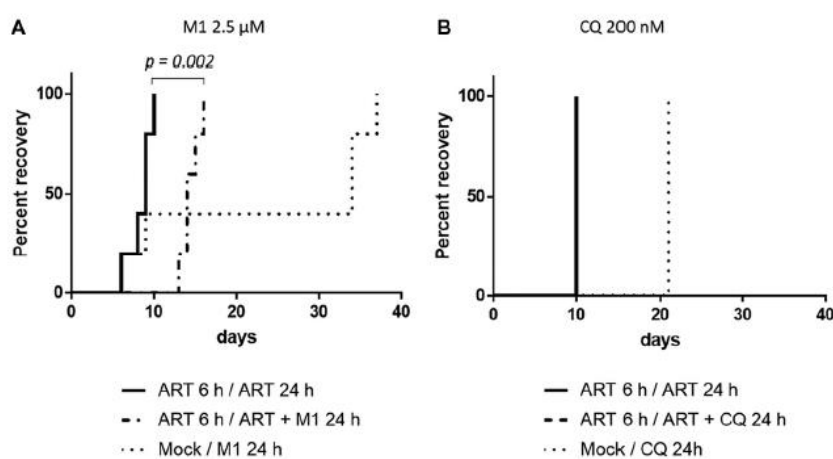 A
M1 2.5 µM
p = 0.002
100
50
0
Percent recovery
0 10 20 30 40
days
ART 6 h / ART 24 h
ART 6 h / ART + M1 24 h
Mock / M1 24 h
B
CQ 200 nM
100
50
0
Percent recovery
0 10 20 30 40
days
ART 6 h / ART 24 h
ART 6 h / ART + CQ 24 h
Mock / CQ 24h